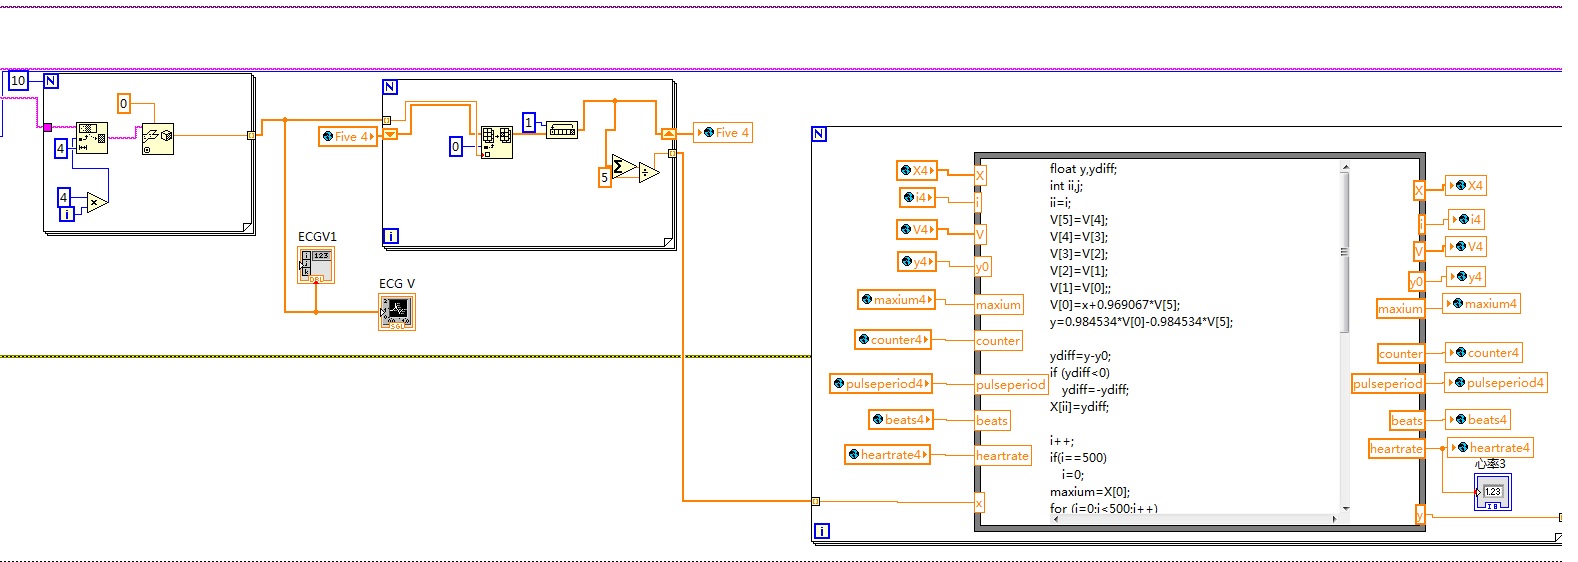 10
N
0
4
4
i
x
ECGV1
123
DBL
ECG V
SGL
N
Five 4
0
1
5
Σ
÷
i
Five 4
N
X4
i4
V4
y4
maxium4
counter4
pulseperiod4
beats4
heartrate4
X
i
V
y0
maxium
counter
pulseperiod
beats
heartrate
x
float y,ydiff;
int ii,j;
ii=i;
V[5]=V[4];
V[4]=V[3];
V[3]=V[2];
V[2]=V[1];
V[1]=V[0];;
V[0]=x+0.969067*V[5];
y=0.984534*V[0]-0.984534*V[5];
ydiff=y-y0;
if (ydiff<0)
ydiff=-ydiff;
X[ii]=ydiff;
i++;
if(i==500)
i=0;
maxium=X[0];
X
i
V
y0
maxium
counter
pulseperiod
beats
heartrate
y
X4
i4
V4
y4
maxium4
counter4
pulseperiod4
beats4
heartrate4
心率3
1.23
i